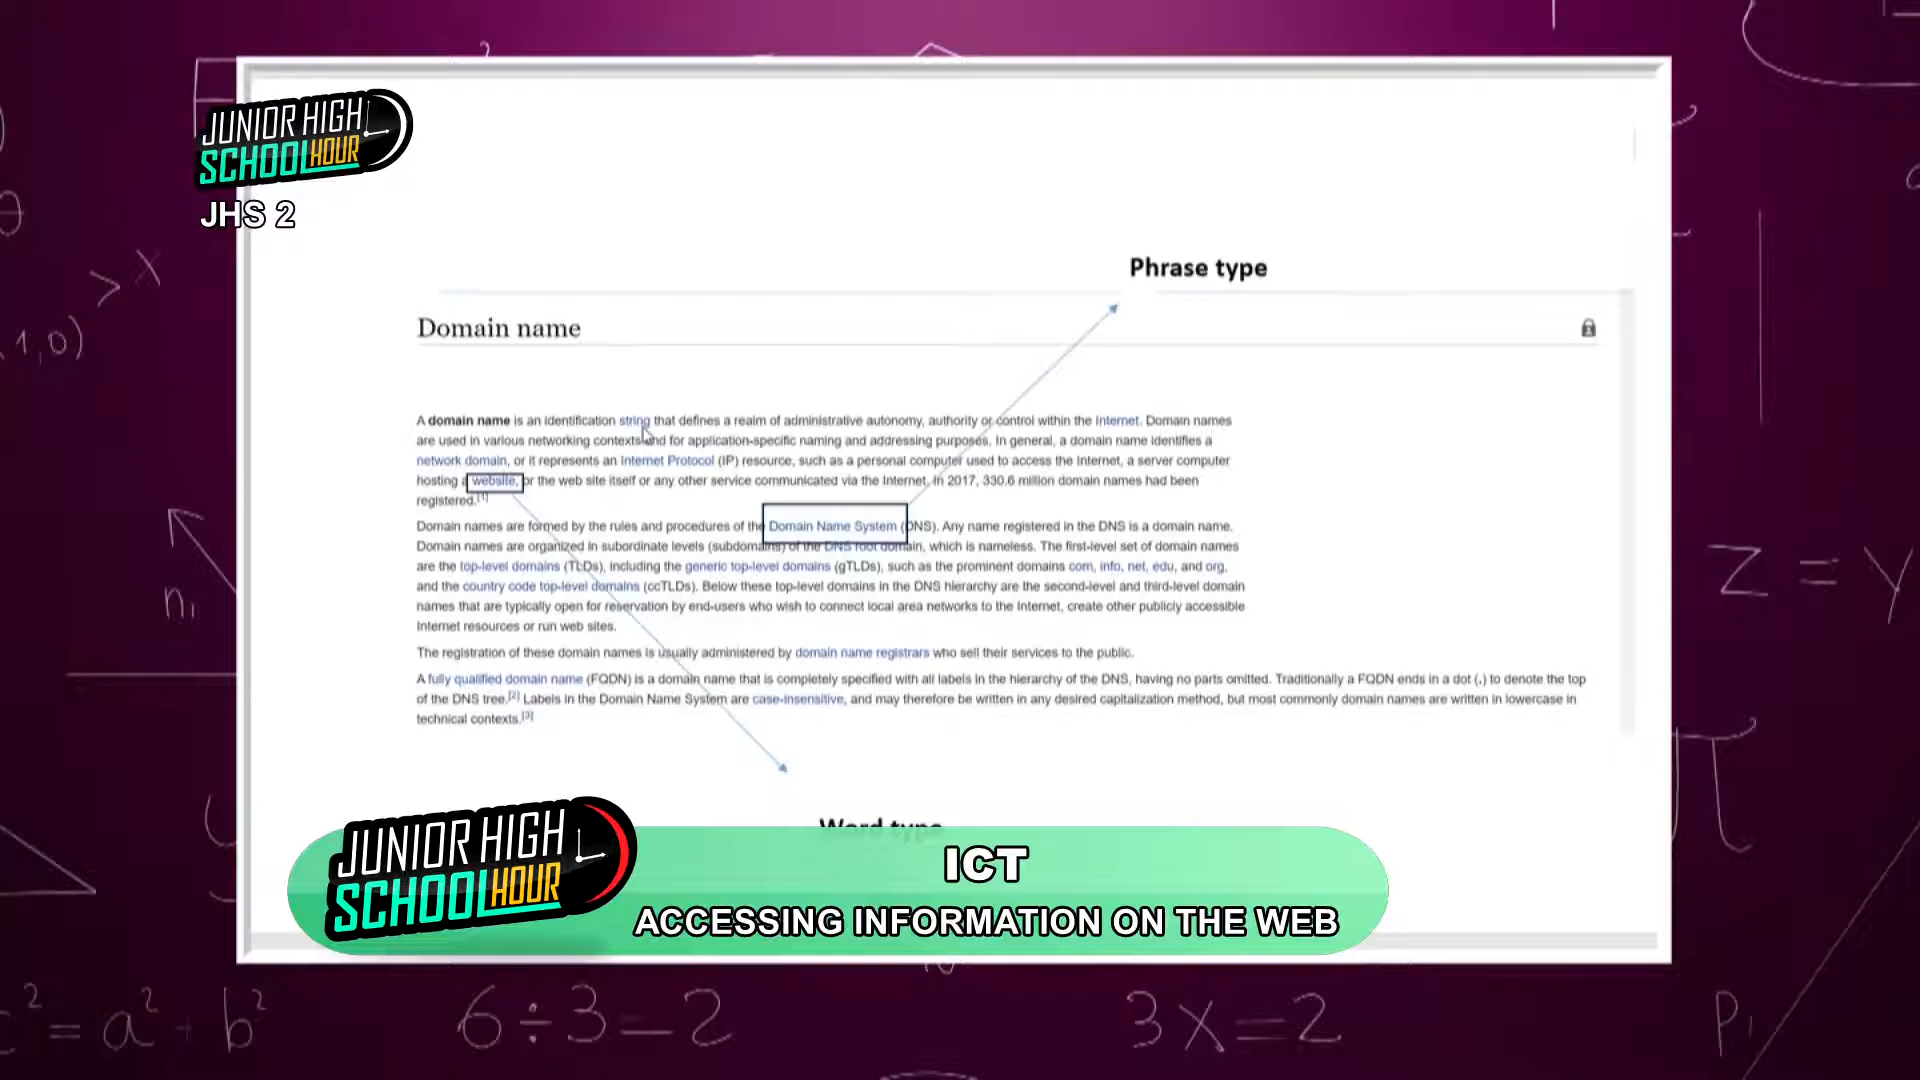 JUNIOR HIGH
SCHOOL HOUR
JHS 2
Phrase type
Domain name
A domain name is an identification string that defines a realm of administrative autonomy, authority or control within the Internet. Domain names
are used in various networking contexts and for application-specific naming and addressing purposes. In general, a domain name identifies a
network domain, or it represents an Internet Protocol (IP) resource, such as a personal computer used to access the Internet, a server computer
hosting a website, or the web site itself or any other service communicated via the Internet. In 2017, 330.6 million domain names had been
registered.[1]
Domain names are formed by the rules and procedures of the Domain Name System (DNS). Any name registered in the DNS is a domain name.
Domain names are organized in subordinate levels (subdomains) of the DNS root domain, which is nameless. The first-level set of domain names
are the top-level domains (TLDs), including the generic top-level domains (gTLDs), such as the prominent domains com, info, net, edu, and org,
and the country code top-level domains (ccTLDs). Below these top-level domains in the DNS hierarchy are the second-level and third-level domain
names that are typically open for reservation by end-users who wish to connect local area networks to the Internet, create other publicly accessible
Internet resources or run web sites.
The registration of these domain names is usually administered by domain name registrars who sell their services to the public.
A fully qualified domain name (FQDN) is a domain name that is completely specified with all labels in the hierarchy of the DNS, having no parts omitted. Traditionally a FQDN ends in a dot (.) to denote the top
of the DNS tree.[2] Labels in the Domain Name System are case-insensitive, and may therefore be written in any desired capitalization method, but most commonly domain names are written in lowercase in
technical contexts.[3]
Word type
JUNIOR HIGH
SCHOOL HOUR
ICT
ACCESSING INFORMATION ON THE WEB
> x
, 1, 0)
n₁
z = y
π
² = a² + b²
6 ÷ 3 – 2
3x = 2
P₁